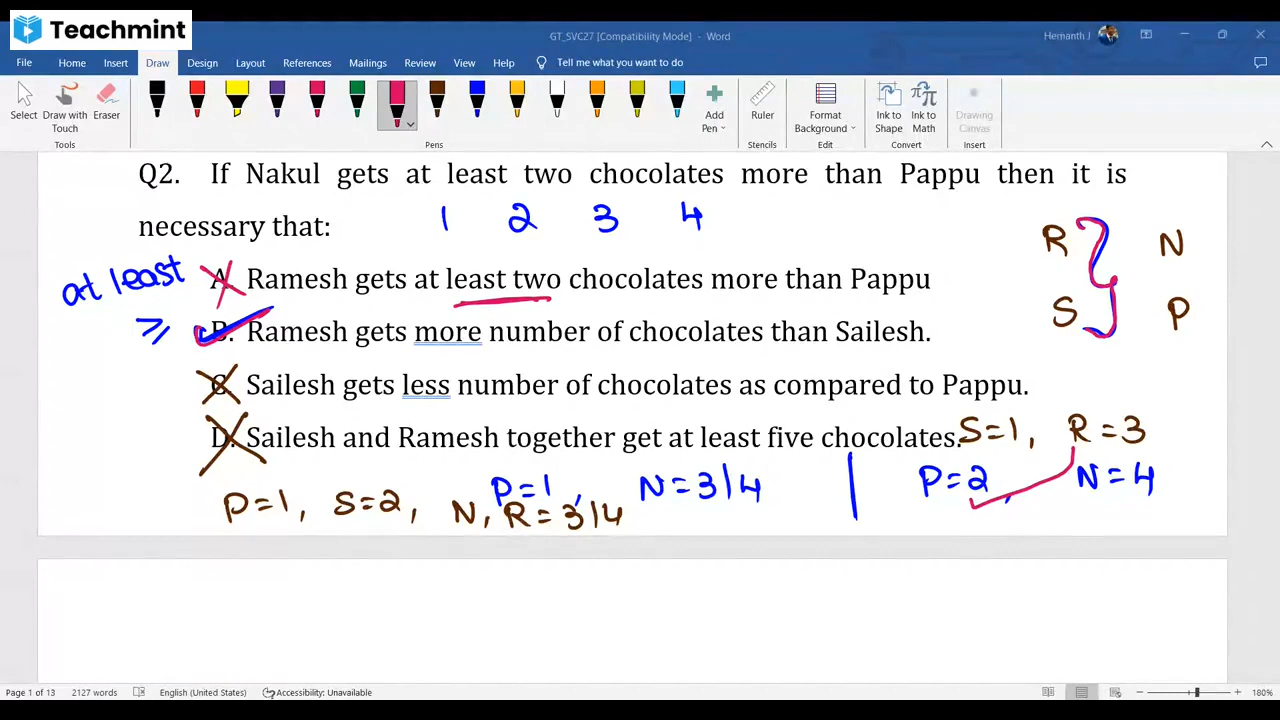 Teachmint
GT_SVC27 [Compatibility Mode] - Word
Hemanth J
File Home Insert Draw Design Layout References Mailings Review View Help Tell me what you want to do
Select Draw with Touch Eraser Add Pen Ruler Format Background Ink to Shape Ink to Math Drawing Canvas
Tools Pens Stencils Edit Convert Insert
Q2. If Nakul gets at least two chocolates more than Pappu then it is
necessary that:
1 2 3 4
R N
S P
at least
≥
A. Ramesh gets at least two chocolates more than Pappu
B. Ramesh gets more number of chocolates than Sailesh.
C. Sailesh gets less number of chocolates as compared to Pappu.
D. Sailesh and Ramesh together get at least five chocolates.
S=1, R=3
P=1, N=3/4
P=2, N=4
P=1, S=2, N, R=3/4
Page 1 of 13 2127 words English (United States) Accessibility: Unavailable 180%